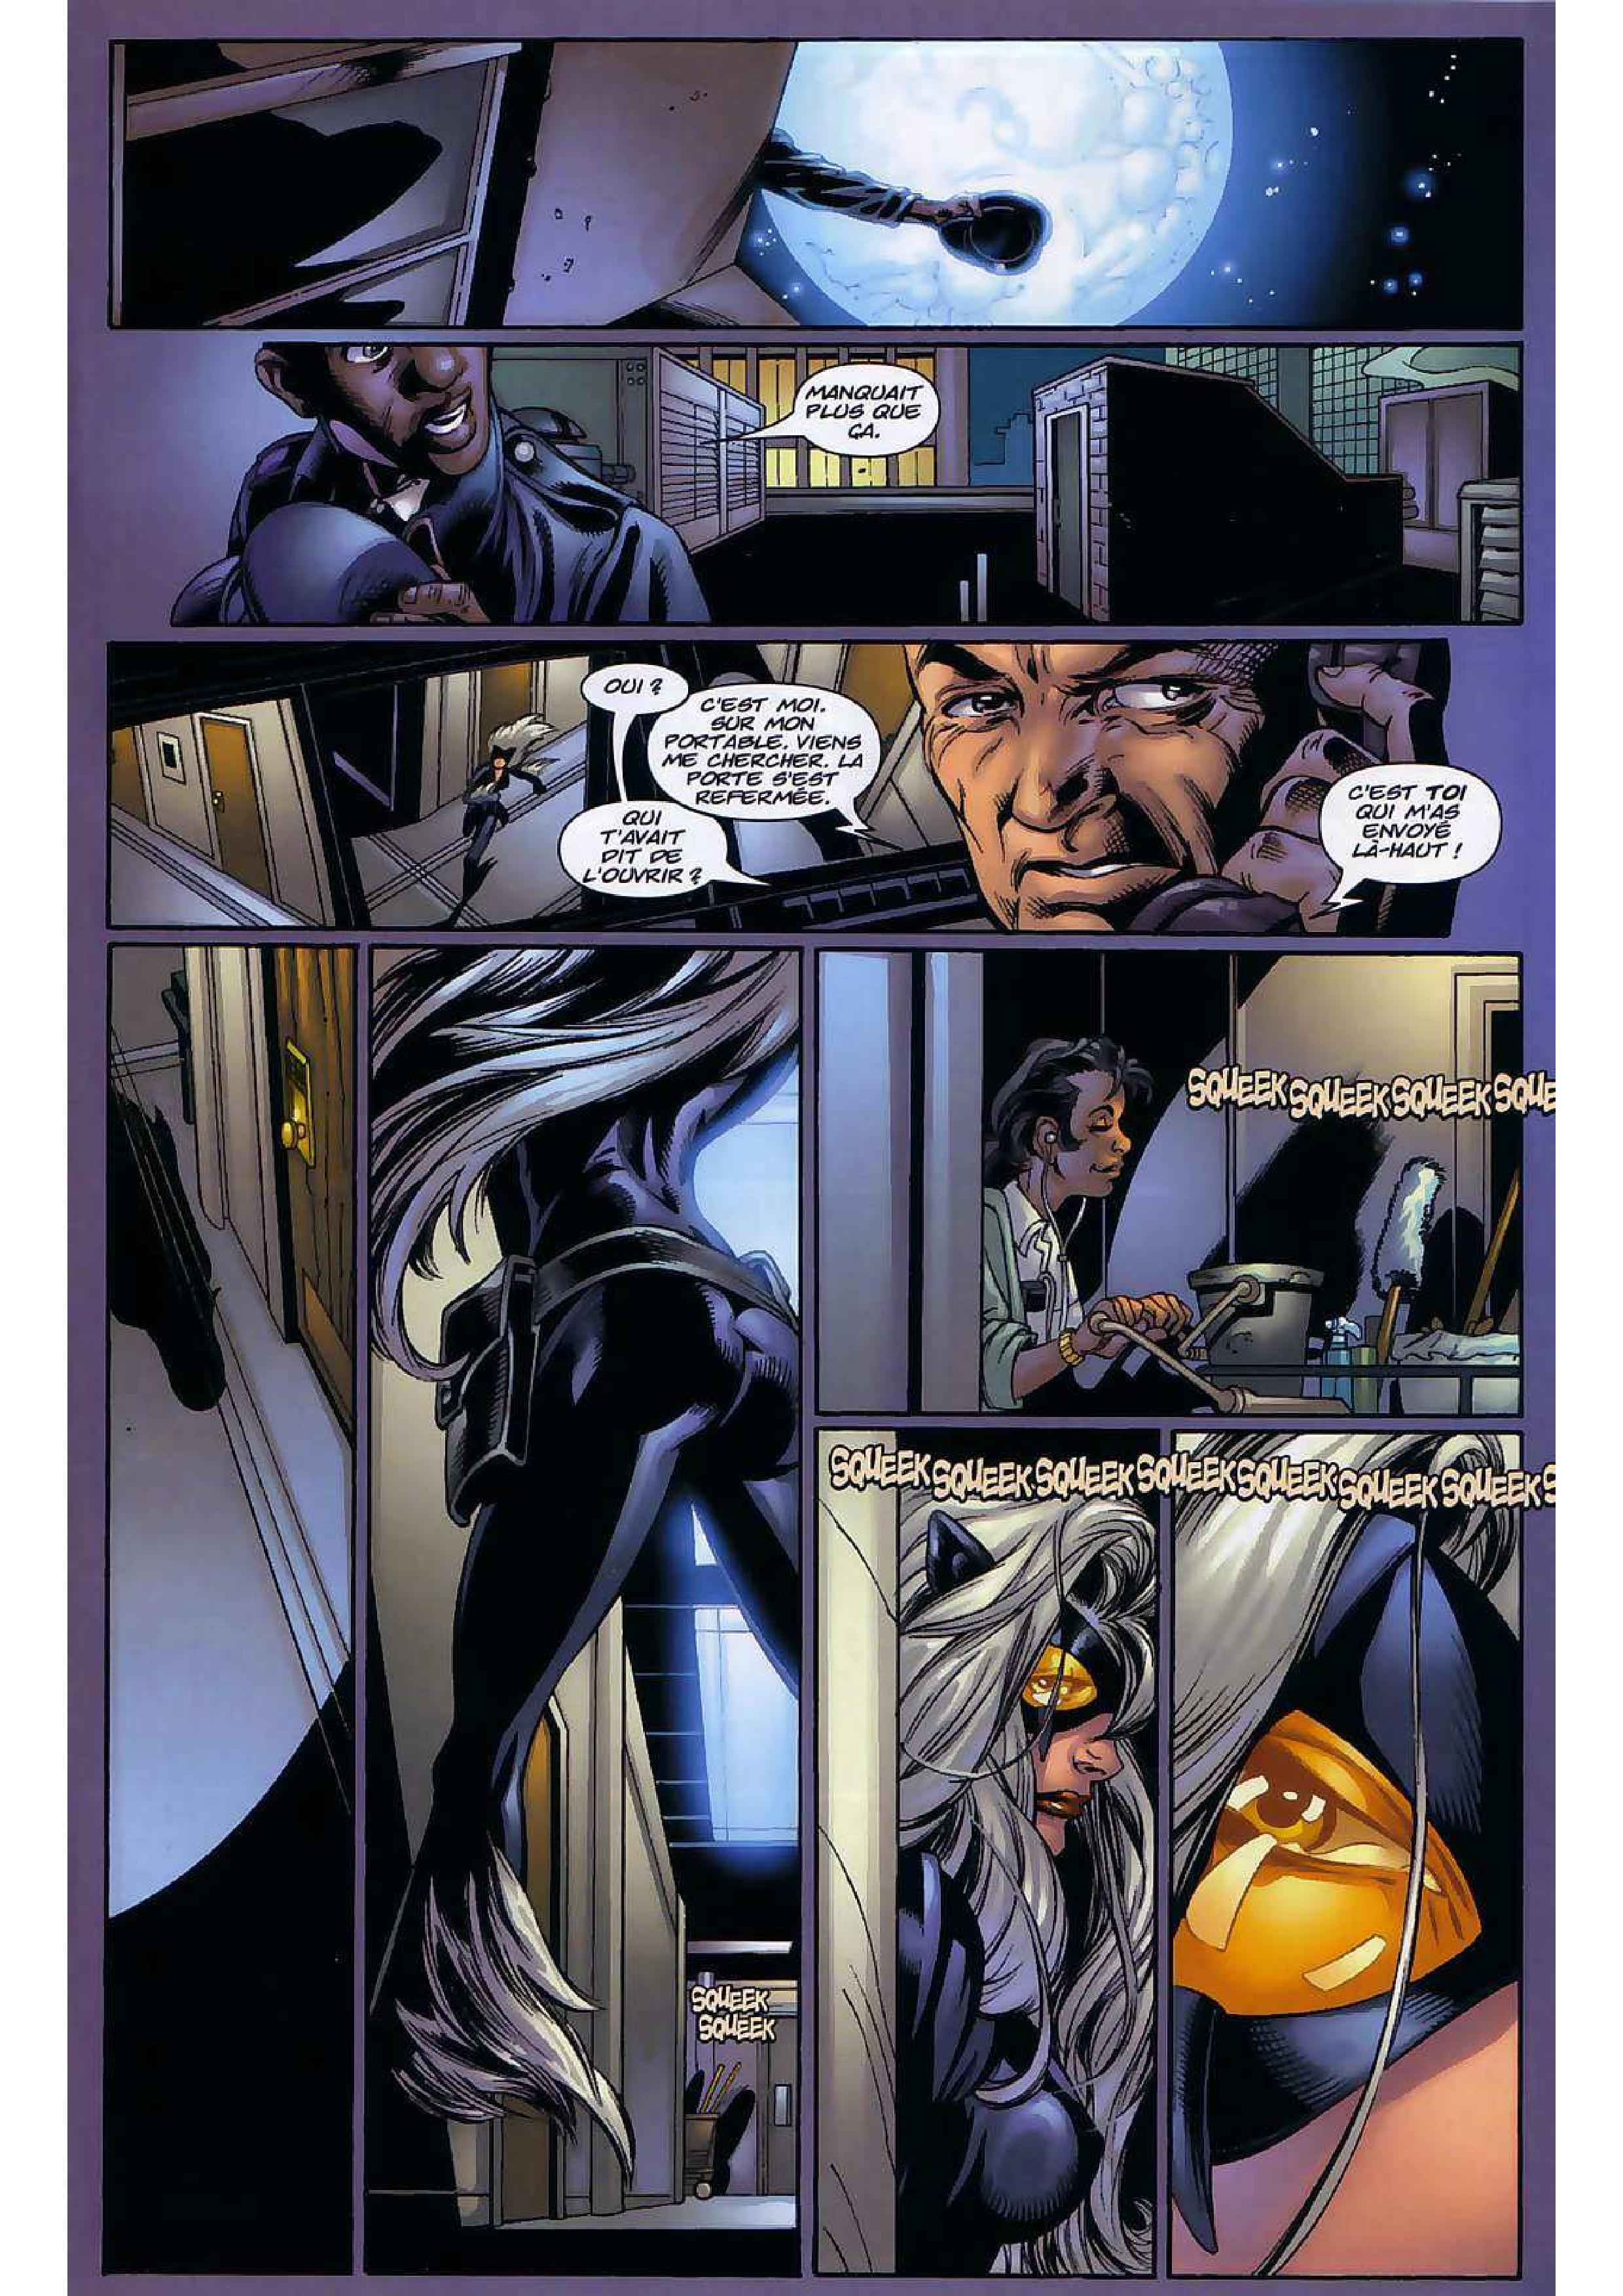 MANQUAIT
PLUS QUE
ÇA.
OUI ?
C'EST MOI.
SUR MON
PORTABLE. VIENS
ME CHERCHER. LA
PORTE S'EST
REFERMÉE.
QUI
T'AVAIT
DIT DE
L'OUVRIR ?
C'EST TOI
QUI M'AS
ENVOYÉ
LÀ-HAUT !
SQUEEK SQUEEK SQUEEK SQUE
SQUEEK
SQUEEK
SQUEEK SQUEEK SQUEEK SQUEEK SQUEEK SQUEEK SQUEEK S